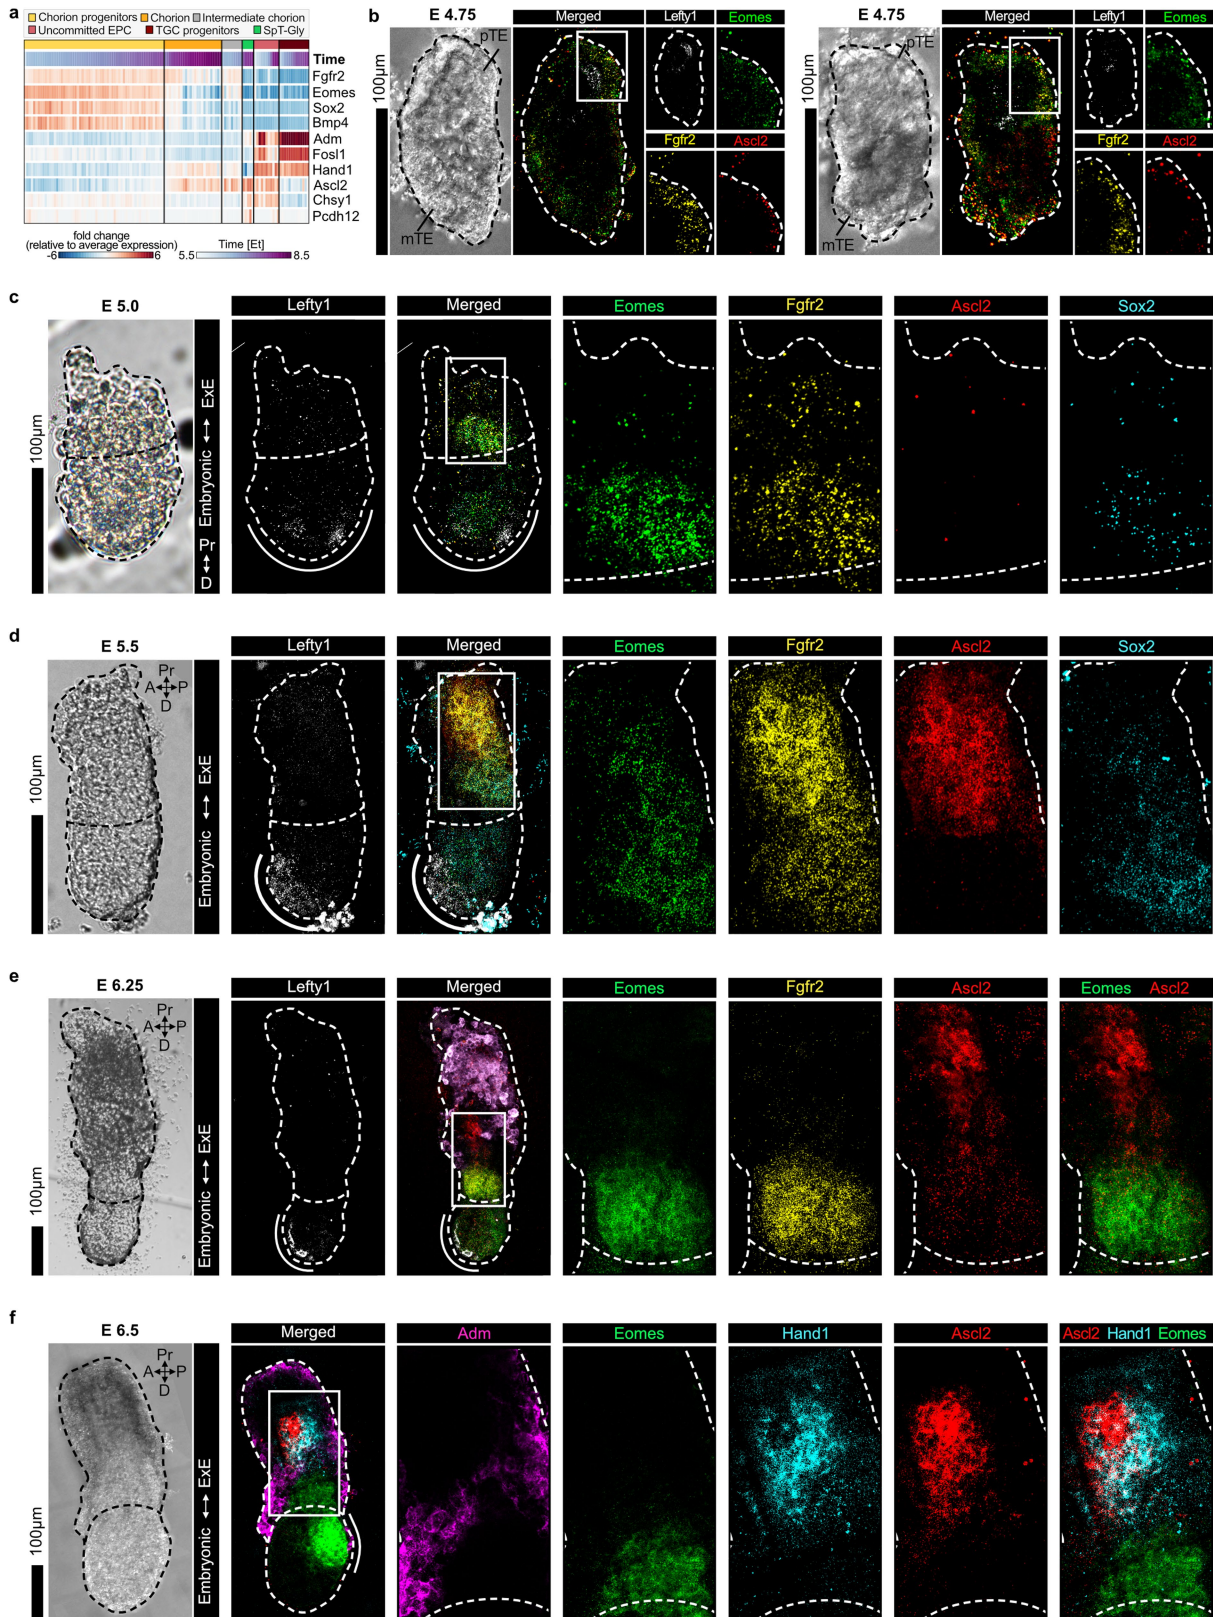 a
Chorion progenitors Chorion Intermediate chorion
Uncommitted EPC TGC progenitors SpT-Gly
Time
Fgfr2
Eomes
Sox2
Bmp4
Adm
Fosl1
Hand1
Ascl2
Chsy1
Pcdh12
fold change
(relative to average expression)
-6 6
Time [Et]
5.5 8.5
b
E 4.75 Merged Lefty1 Eomes
pTE
mTE
100µm
Fgfr2 Ascl2
E 4.75 Merged Lefty1 Eomes
pTE
mTE
100µm
Fgfr2 Ascl2
c
E 5.0 Lefty1 Merged Eomes Fgfr2 Ascl2 Sox2
100µm
Embryonic ↔ ExE
Pr ↔ D
d
E 5.5 Lefty1 Merged Eomes Fgfr2 Ascl2 Sox2
Pr
A P
D
100µm
Embryonic ↔ ExE
e
E 6.25 Lefty1 Merged Eomes Fgfr2 Ascl2 Eomes Ascl2
Pr
A P
D
100µm
Embryonic ↔ ExE
f
E 6.5 Merged Adm Eomes Hand1 Ascl2 Ascl2 Hand1 Eomes
Pr
A P
D
100µm
Embryonic ↔ ExE